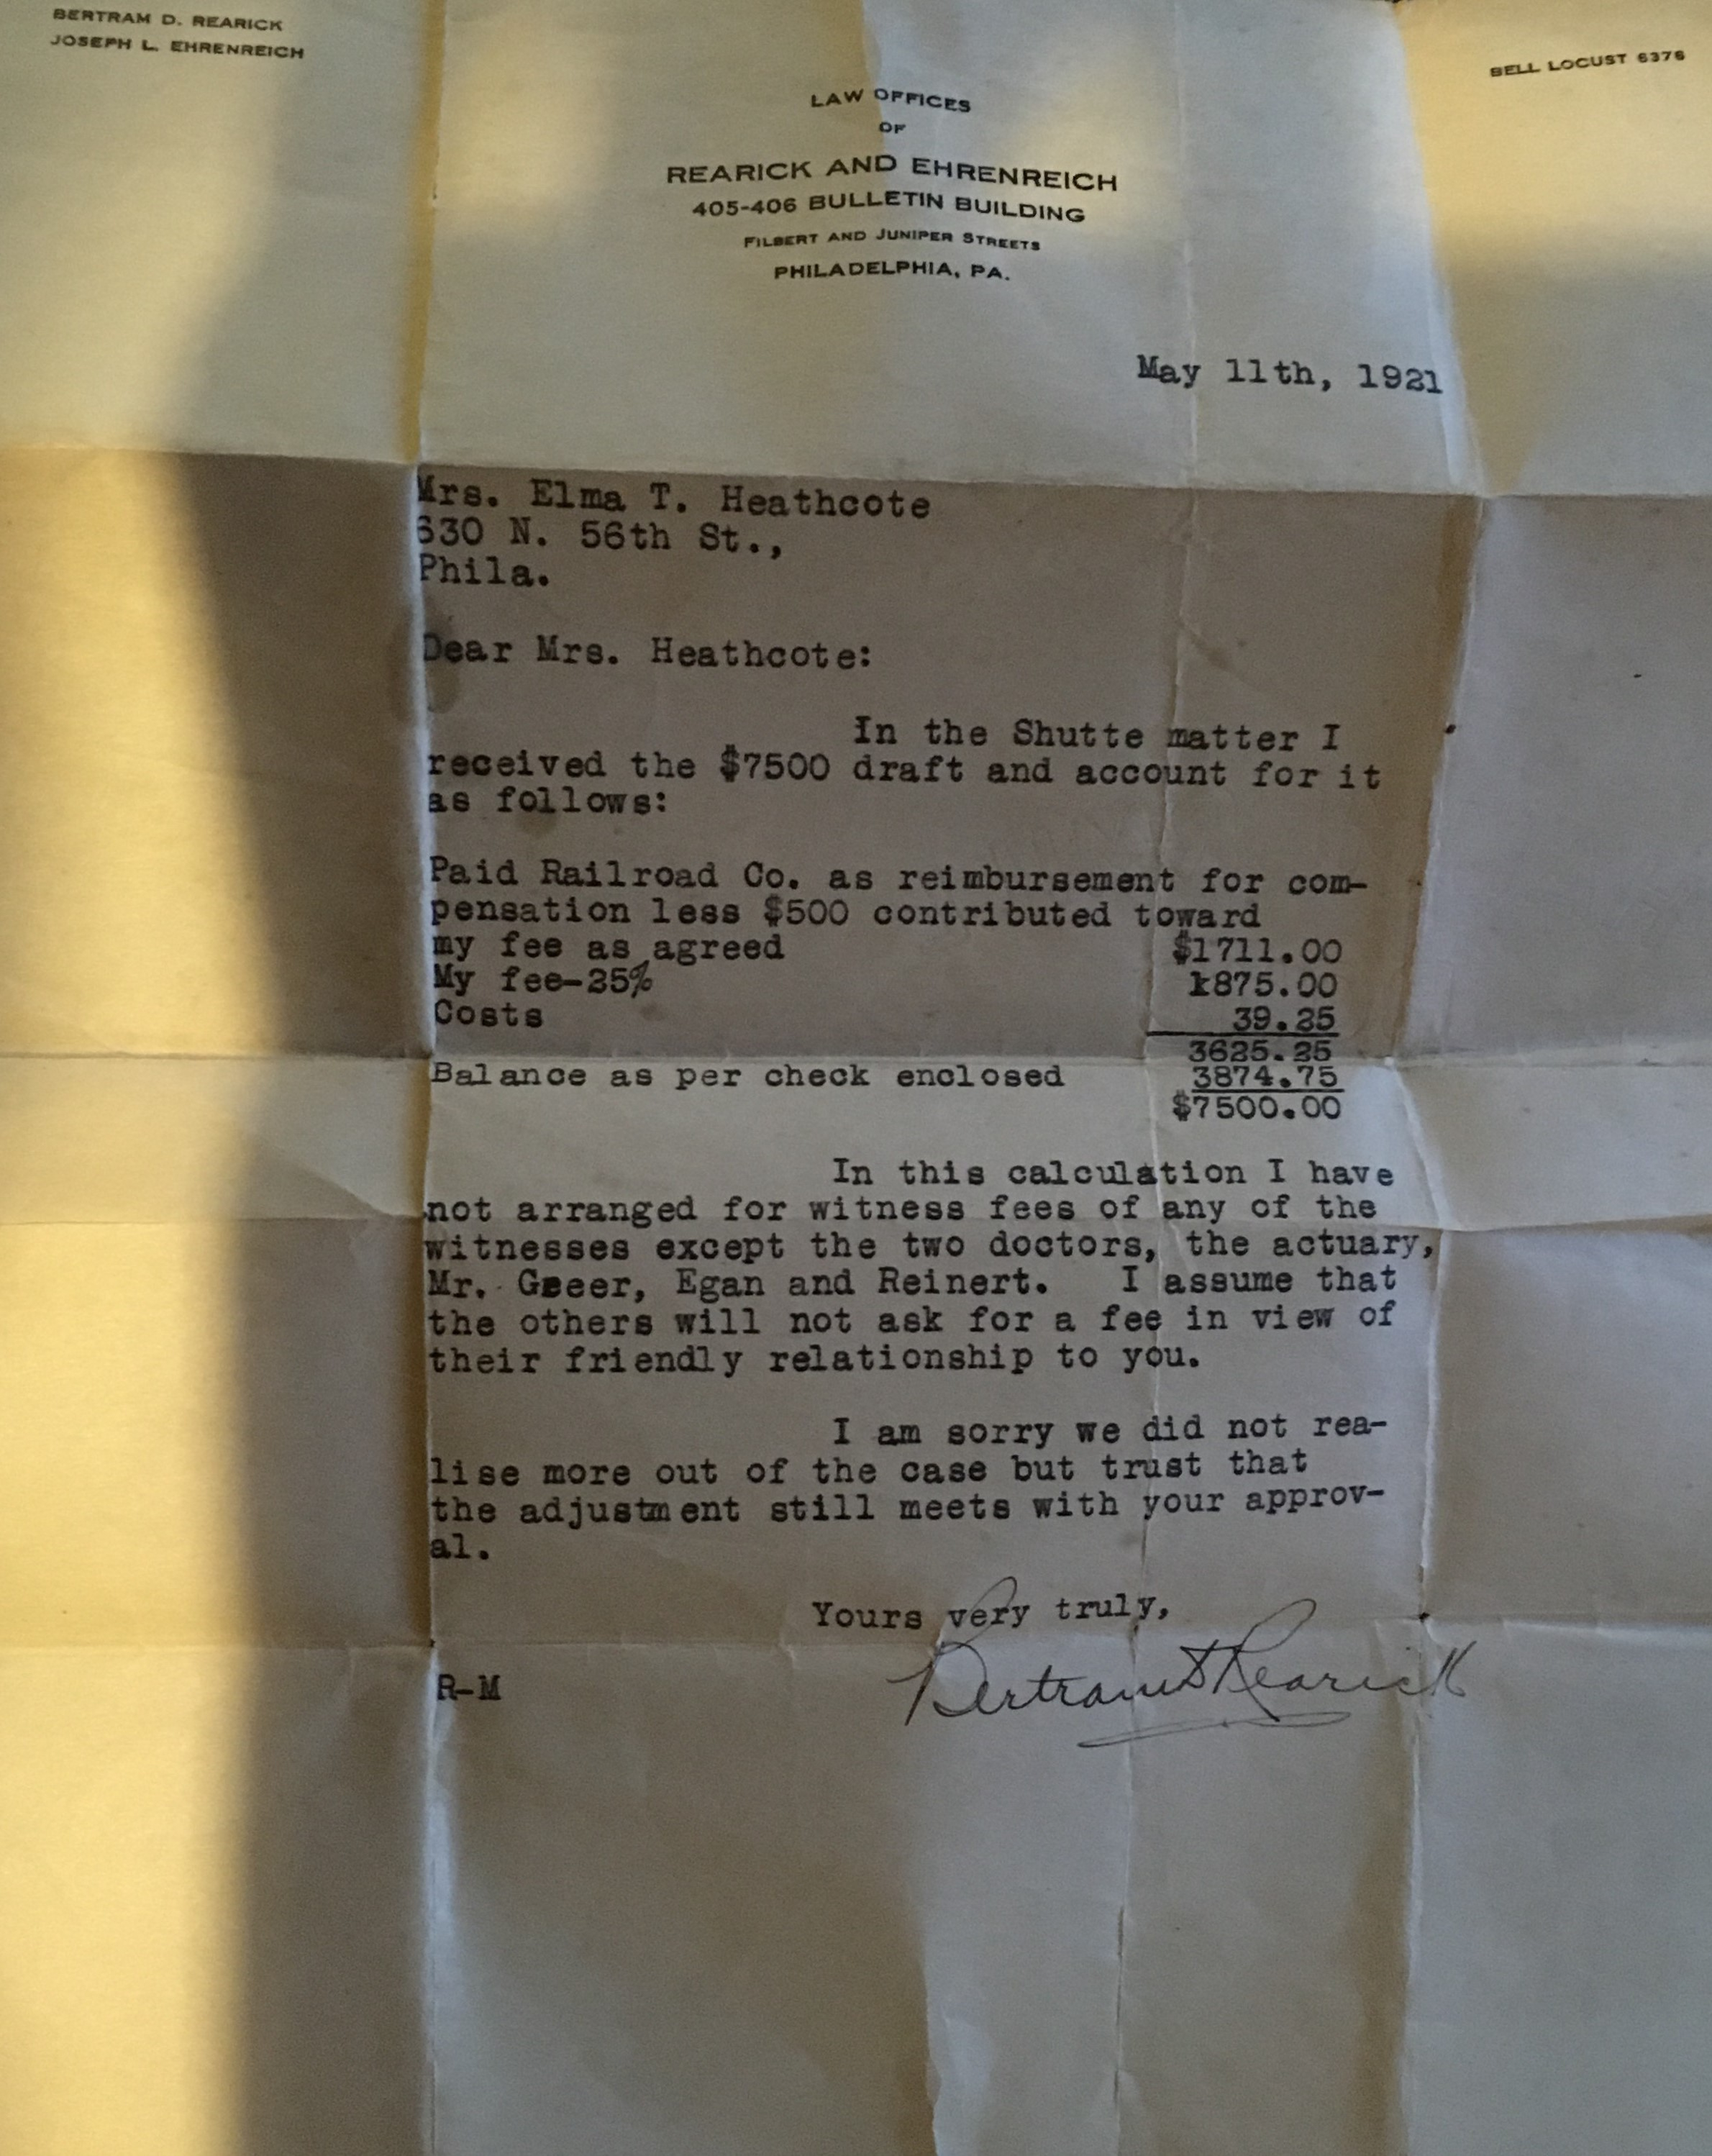 BERTRAM D. REARICK
JOSEPH L. EHRENREICH
BELL LOCUST 6376
LAW OFFICES
OF
REARICK AND EHRENREICH
405-406 BULLETIN BUILDING
FILBERT AND JUNIPER STREETS
PHILADELPHIA, PA.
May 11th, 1921
Mrs. Elma T. Heathcote
630 N. 56th St.,
Phila.
Dear Mrs. Heathcote:
In the Shutte matter I
received the $7500 draft and account for it
as follows:
Paid Railroad Co. as reimbursement for com-
pensation less $500 contributed toward
my fee as agreed $1711.00
My fee-25% 1875.00
Costs 39.25
3625.25
Balance as per check enclosed 3874.75
$7500.00
In this calculation I have
not arranged for witness fees of any of the
witnesses except the two doctors, the actuary,
Mr. Greer, Egan and Reinert. I assume that
the others will not ask for a fee in view of
their friendly relationship to you.
I am sorry we did not rea-
lise more out of the case but trust that
the adjustment still meets with your approv-
al.
Yours very truly,
Bertram D Rearick
R-M